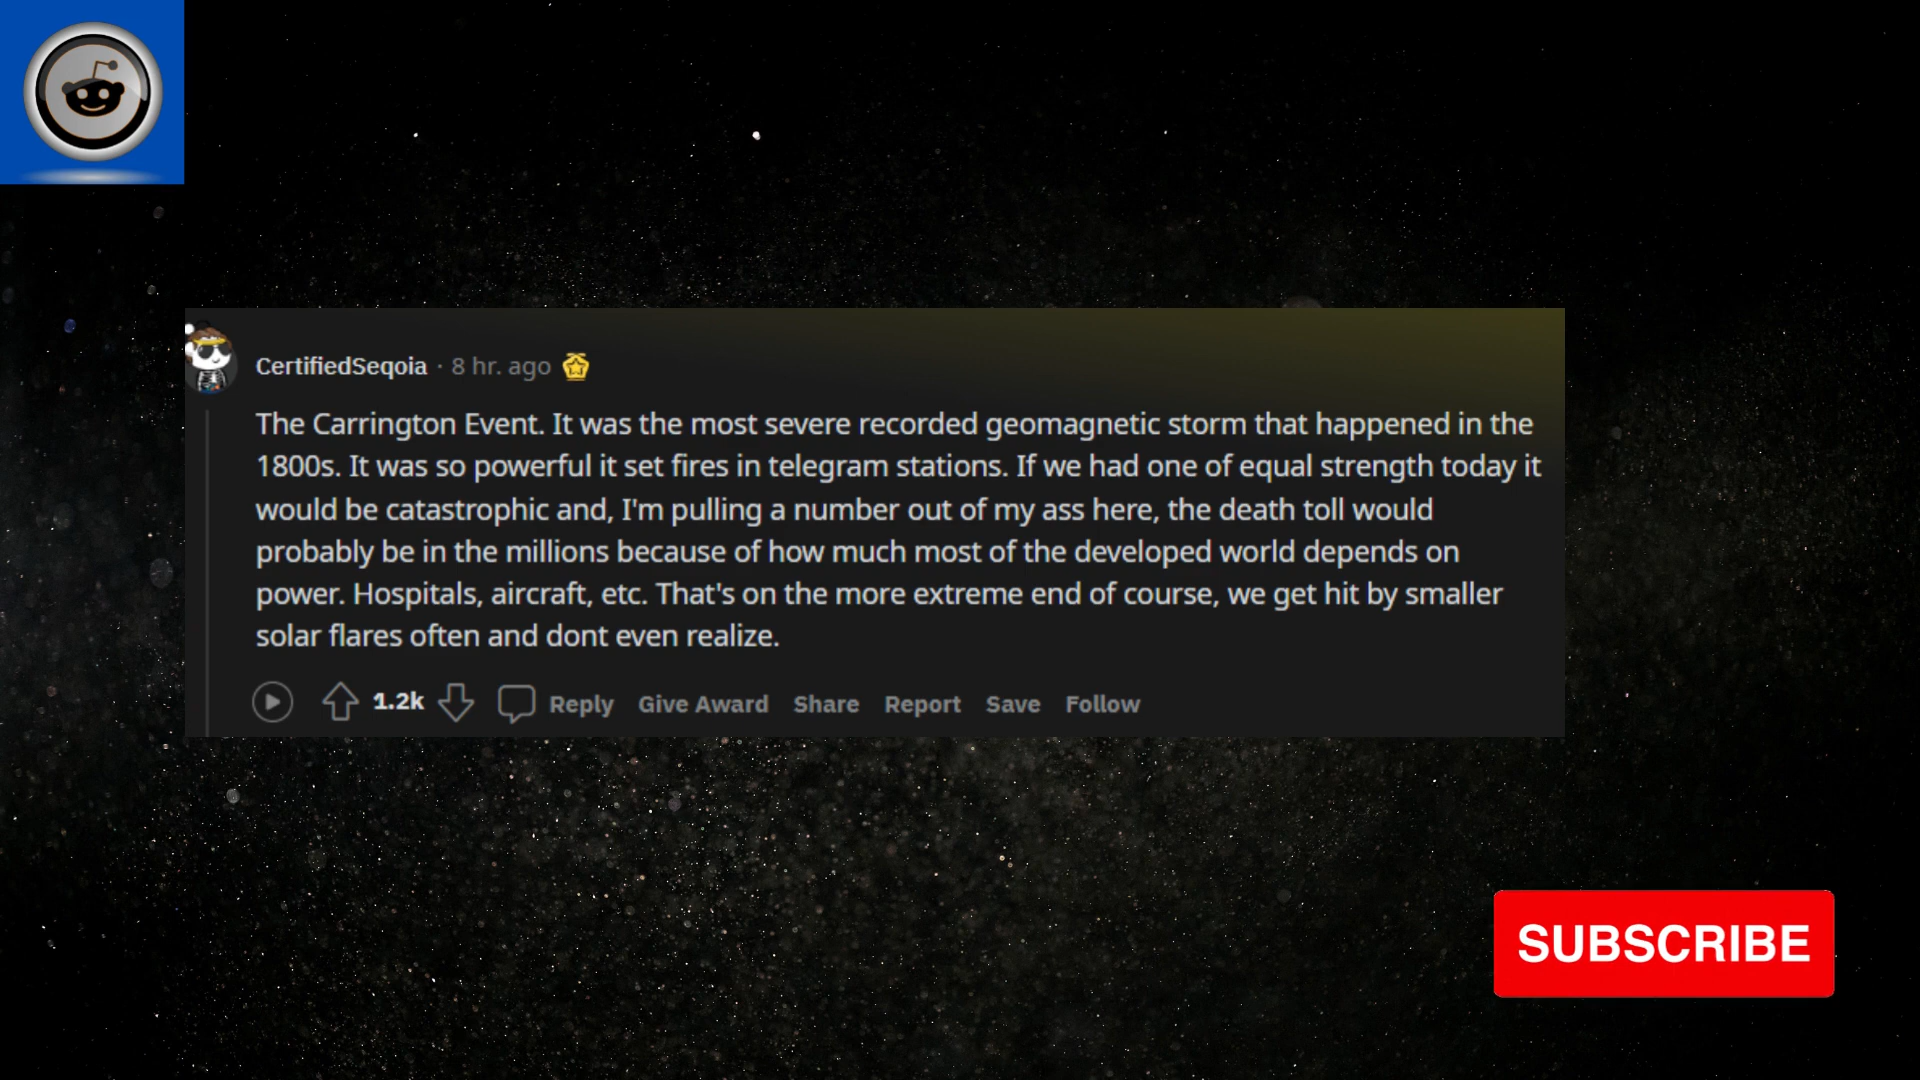 CertifiedSeqoia · 8 hr. ago
The Carrington Event. It was the most severe recorded geomagnetic storm that happened in the
1800s. It was so powerful it set fires in telegram stations. If we had one of equal strength today it
would be catastrophic and, I'm pulling a number out of my ass here, the death toll would
probably be in the millions because of how much most of the developed world depends on
power. Hospitals, aircraft, etc. That's on the more extreme end of course, we get hit by smaller
solar flares often and dont even realize.
1.2k Reply Give Award Share Report Save Follow
SUBSCRIBE